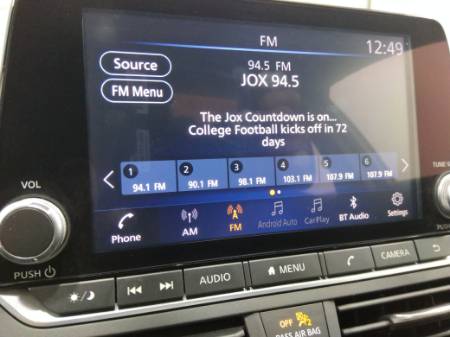 FM
12:49
Source
94.5 FM
JOX 94.5
FM Menu
The Jox Countdown is on...
College Football kicks off in 72
days
1 2 3 4 5 6
94.1 FM 90.1 FM 98.1 FM 103.1 FM 107.9 FM 107.9 FM
Phone AM FM Android Auto CarPlay BT Audio Settings
VOL
TUNE
PUSH
PUSH
AUDIO MENU CAMERA
OFF 2
PASS AIR BAG